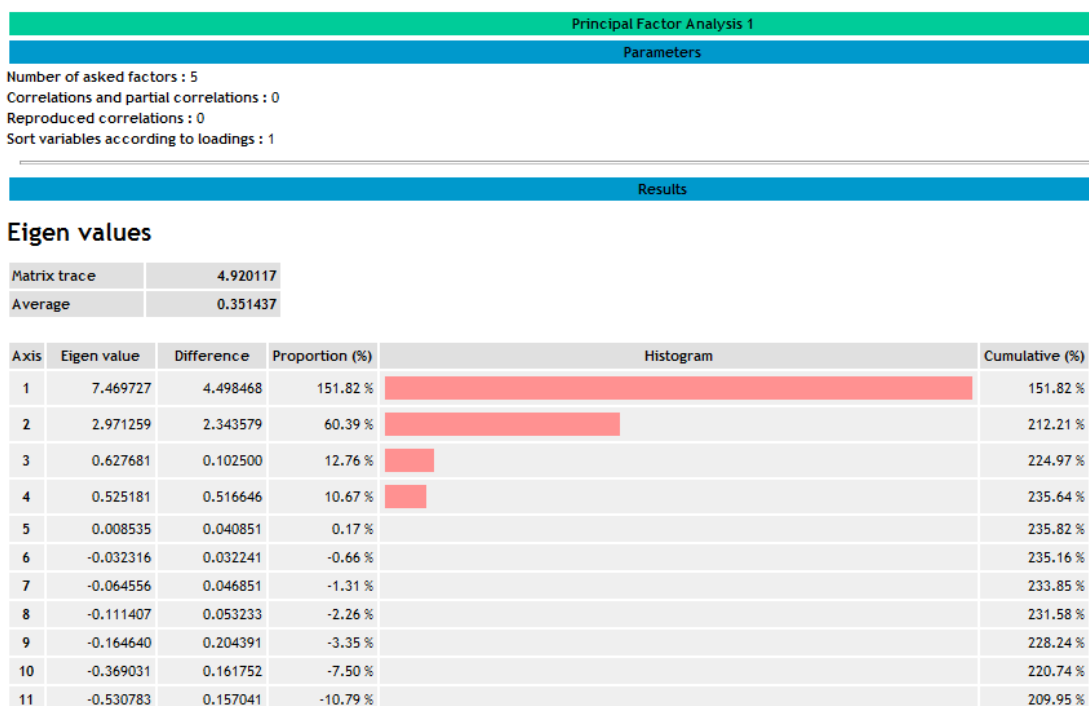 Principal Factor Analysis 1
Parameters
Number of asked factors : 5
Correlations and partial correlations : 0
Reproduced correlations : 0
Sort variables according to loadings : 1
Results
Eigen values
Matrix trace 4.920117
Average 0.351437
Axis Eigen value Difference Proportion (%) Histogram Cumulative (%)
1 7.469727 4.498468 151.82 % 151.82 %
2 2.971259 2.343579 60.39 % 212.21 %
3 0.627681 0.102500 12.76 % 224.97 %
4 0.525181 0.516646 10.67 % 235.64 %
5 0.008535 0.040851 0.17 % 235.82 %
6 -0.032316 0.032241 -0.66 % 235.16 %
7 -0.064556 0.046851 -1.31 % 233.85 %
8 -0.111407 0.053233 -2.26 % 231.58 %
9 -0.164640 0.204391 -3.35 % 228.24 %
10 -0.369031 0.161752 -7.50 % 220.74 %
11 -0.530783 0.157041 -10.79 % 209.95 %